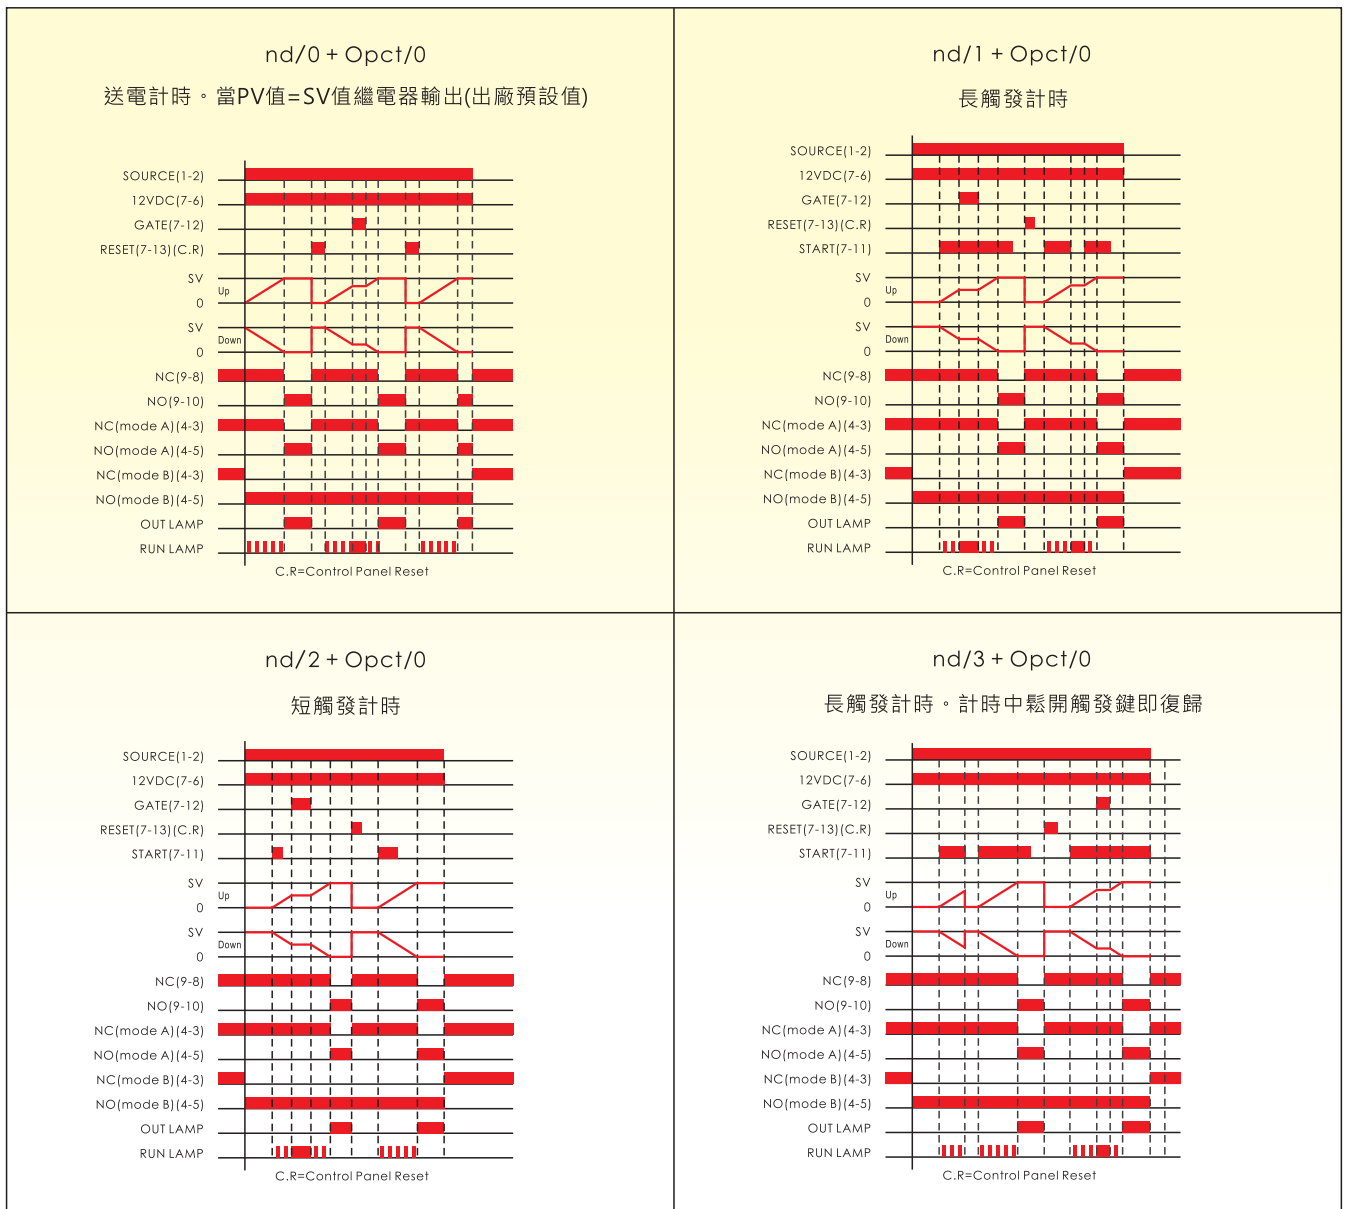 nd/0 + Opct/0
送電計時。當PV值=SV值繼電器輸出(出廠預設值)
SOURCE(1-2)
12VDC(7-6)
GATE(7-12)
RESET(7-13)(C.R)
SV
Up
0
SV
Down
0
NC(9-8)
NO(9-10)
NC(mode A)(4-3)
NO(mode A)(4-5)
NC(mode B)(4-3)
NO(mode B)(4-5)
OUT LAMP
RUN LAMP
C.R=Control Panel Reset
nd/1 + Opct/0
長觸發計時
SOURCE(1-2)
12VDC(7-6)
GATE(7-12)
RESET(7-13)(C.R)
START(7-11)
SV
Up
0
SV
Down
0
NC(9-8)
NO(9-10)
NC(mode A)(4-3)
NO(mode A)(4-5)
NC(mode B)(4-3)
NO(mode B)(4-5)
OUT LAMP
RUN LAMP
C.R=Control Panel Reset
nd/2 + Opct/0
短觸發計時
SOURCE(1-2)
12VDC(7-6)
GATE(7-12)
RESET(7-13)(C.R)
START(7-11)
SV
Up
0
SV
Down
0
NC(9-8)
NO(9-10)
NC(mode A)(4-3)
NO(mode A)(4-5)
NC(mode B)(4-3)
NO(mode B)(4-5)
OUT LAMP
RUN LAMP
C.R=Control Panel Reset
nd/3 + Opct/0
長觸發計時。計時中鬆開觸發鍵即復歸
SOURCE(1-2)
12VDC(7-6)
GATE(7-12)
RESET(7-13)(C.R)
START(7-11)
SV
Up
0
SV
Down
0
NC(9-8)
NO(9-10)
NC(mode A)(4-3)
NO(mode A)(4-5)
NC(mode B)(4-3)
NO(mode B)(4-5)
OUT LAMP
RUN LAMP
C.R=Control Panel Reset